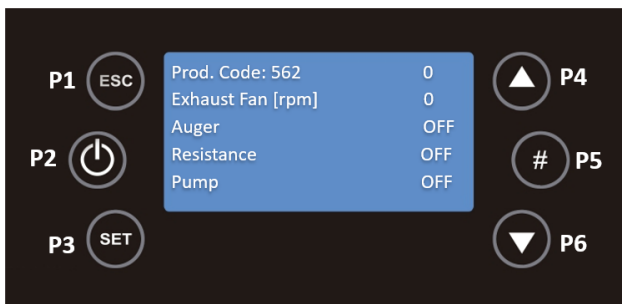 P1 ESC
P2
P3 SET
Prod. Code: 562 0
Exhaust Fan [rpm] 0
Auger OFF
Resistance OFF
Pump OFF
P4
# P5
P6